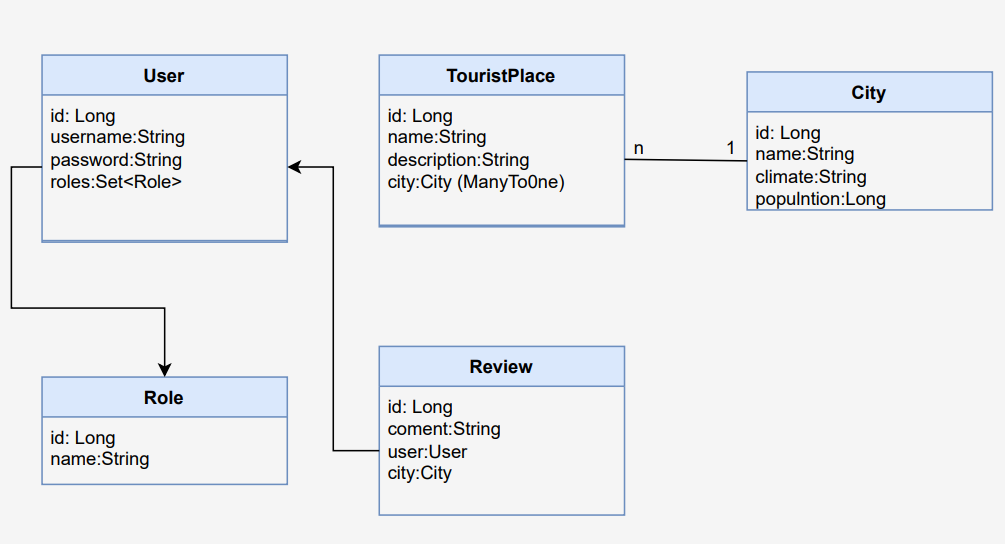 User
id: Long
username:String
password:String
roles:Set<Role>
TouristPlace
id: Long
name:String
description:String
city:City (ManyTo0ne)
n
1
City
id: Long
name:String
climate:String
populntion:Long
Role
id: Long
name:String
Review
id: Long
coment:String
user:User
city:City